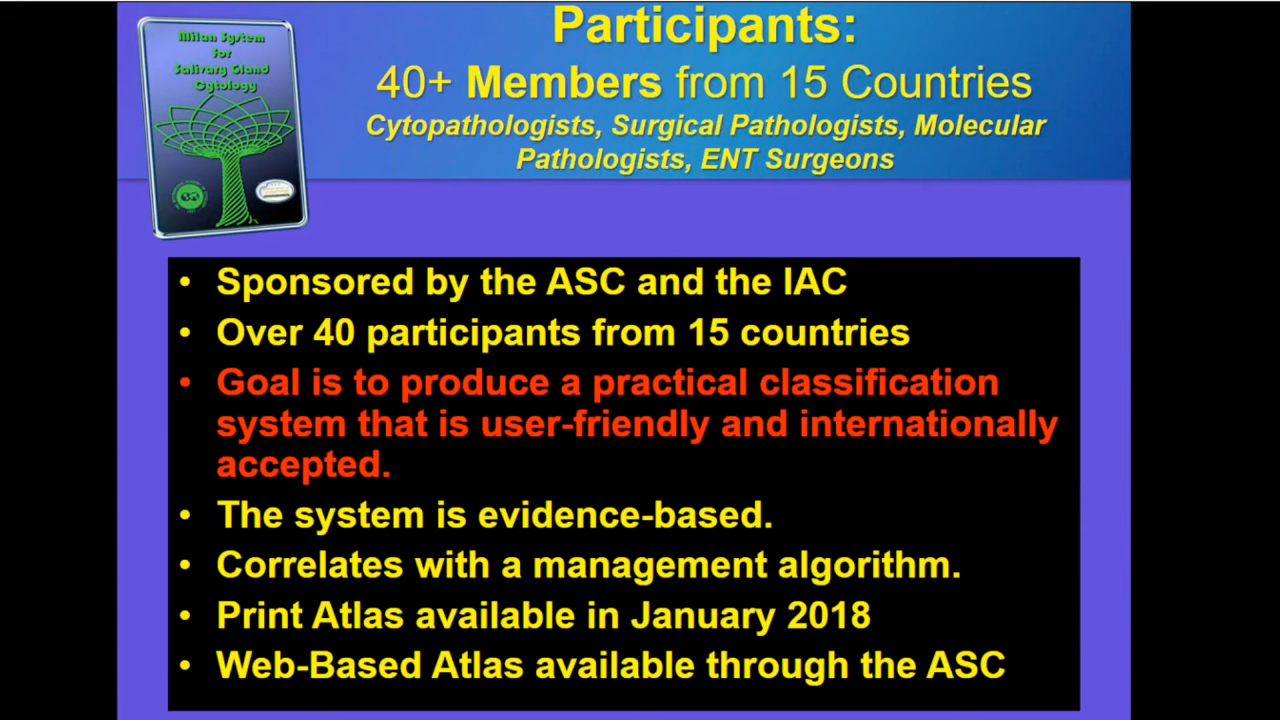 Milan System
for
Salivary Gland
Cytology
Participants:
40+ Members from 15 Countries
Cytopathologists, Surgical Pathologists, Molecular
Pathologists, ENT Surgeons
• Sponsored by the ASC and the IAC
• Over 40 participants from 15 countries
• Goal is to produce a practical classification
system that is user-friendly and internationally
accepted.
• The system is evidence-based.
• Correlates with a management algorithm.
• Print Atlas available in January 2018
• Web-Based Atlas available through the ASC